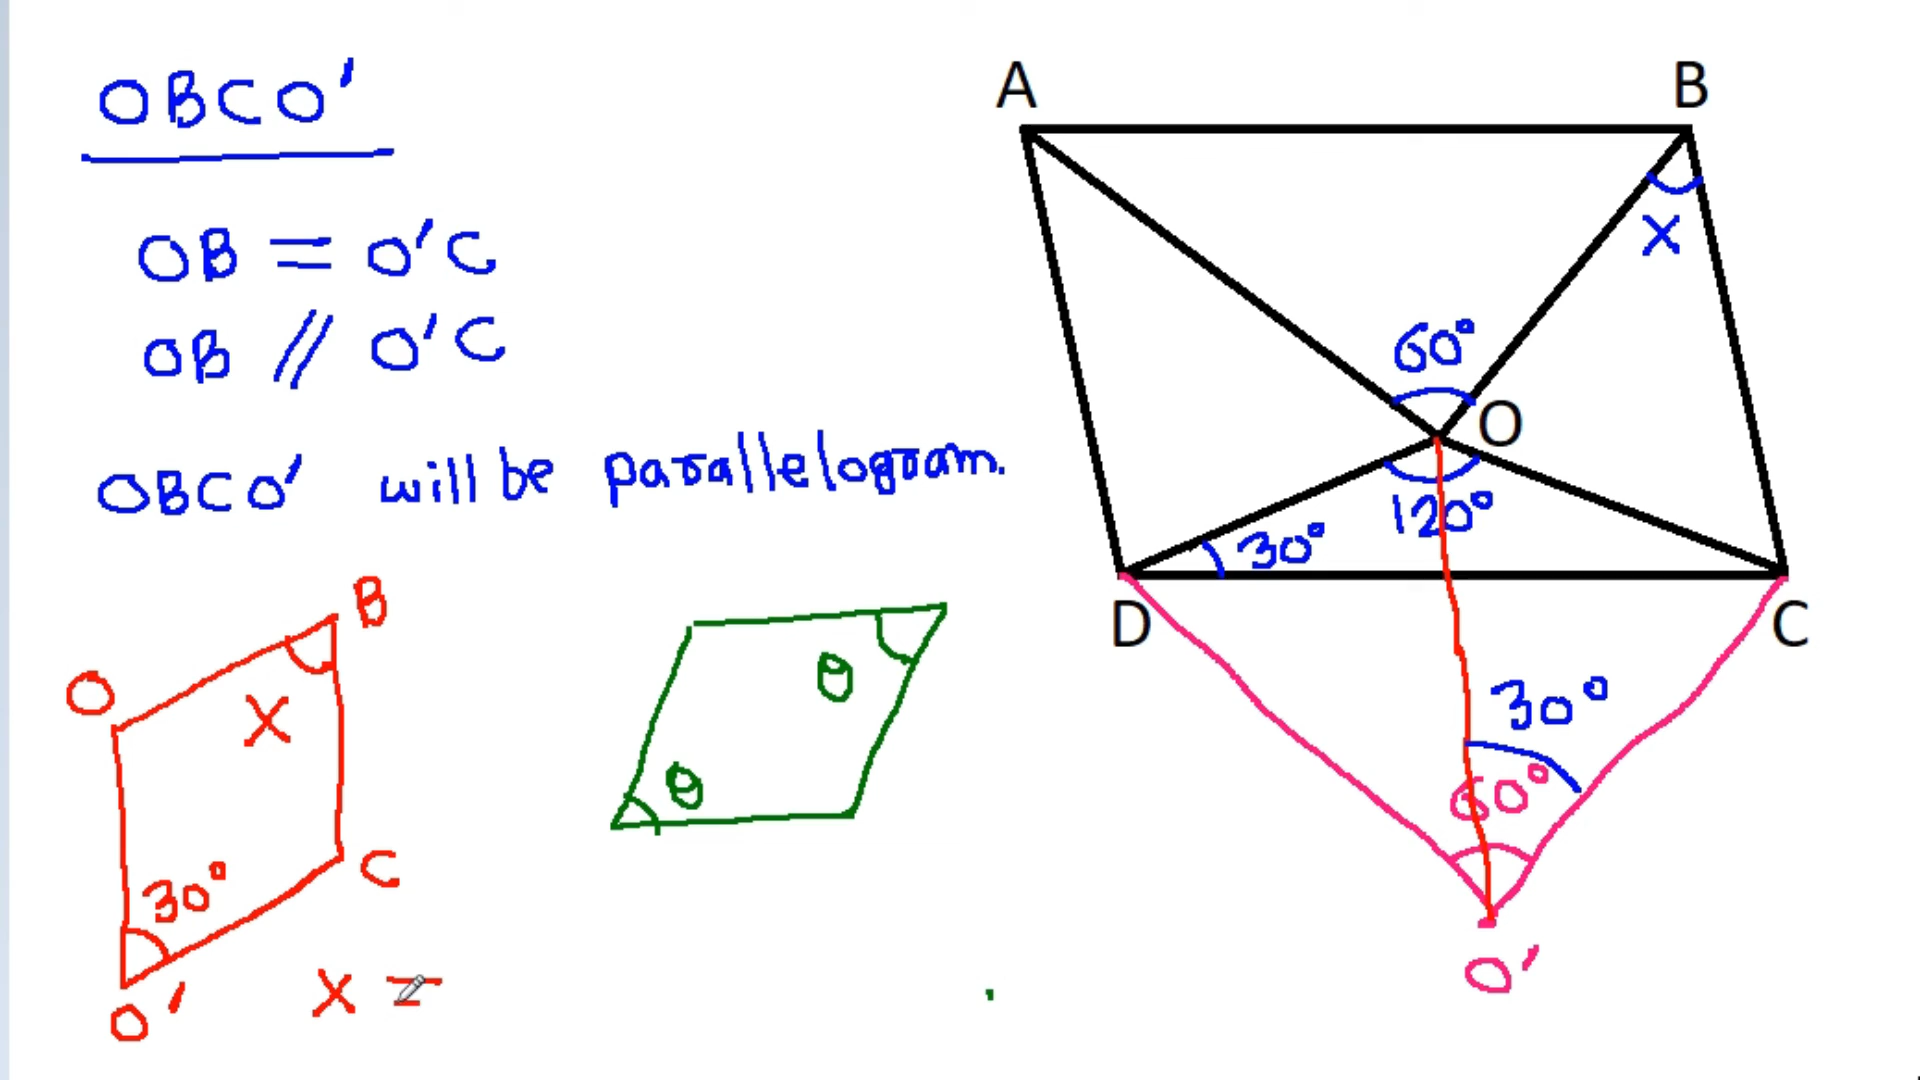 OBCO'
OB = O'C
OB // O'C
OBCO' will be parallelogram.
O
B
X
30°
C
O'
X =
θ
θ
A
B
X
60°
O
120°
30°
D
C
30°
60°
O'